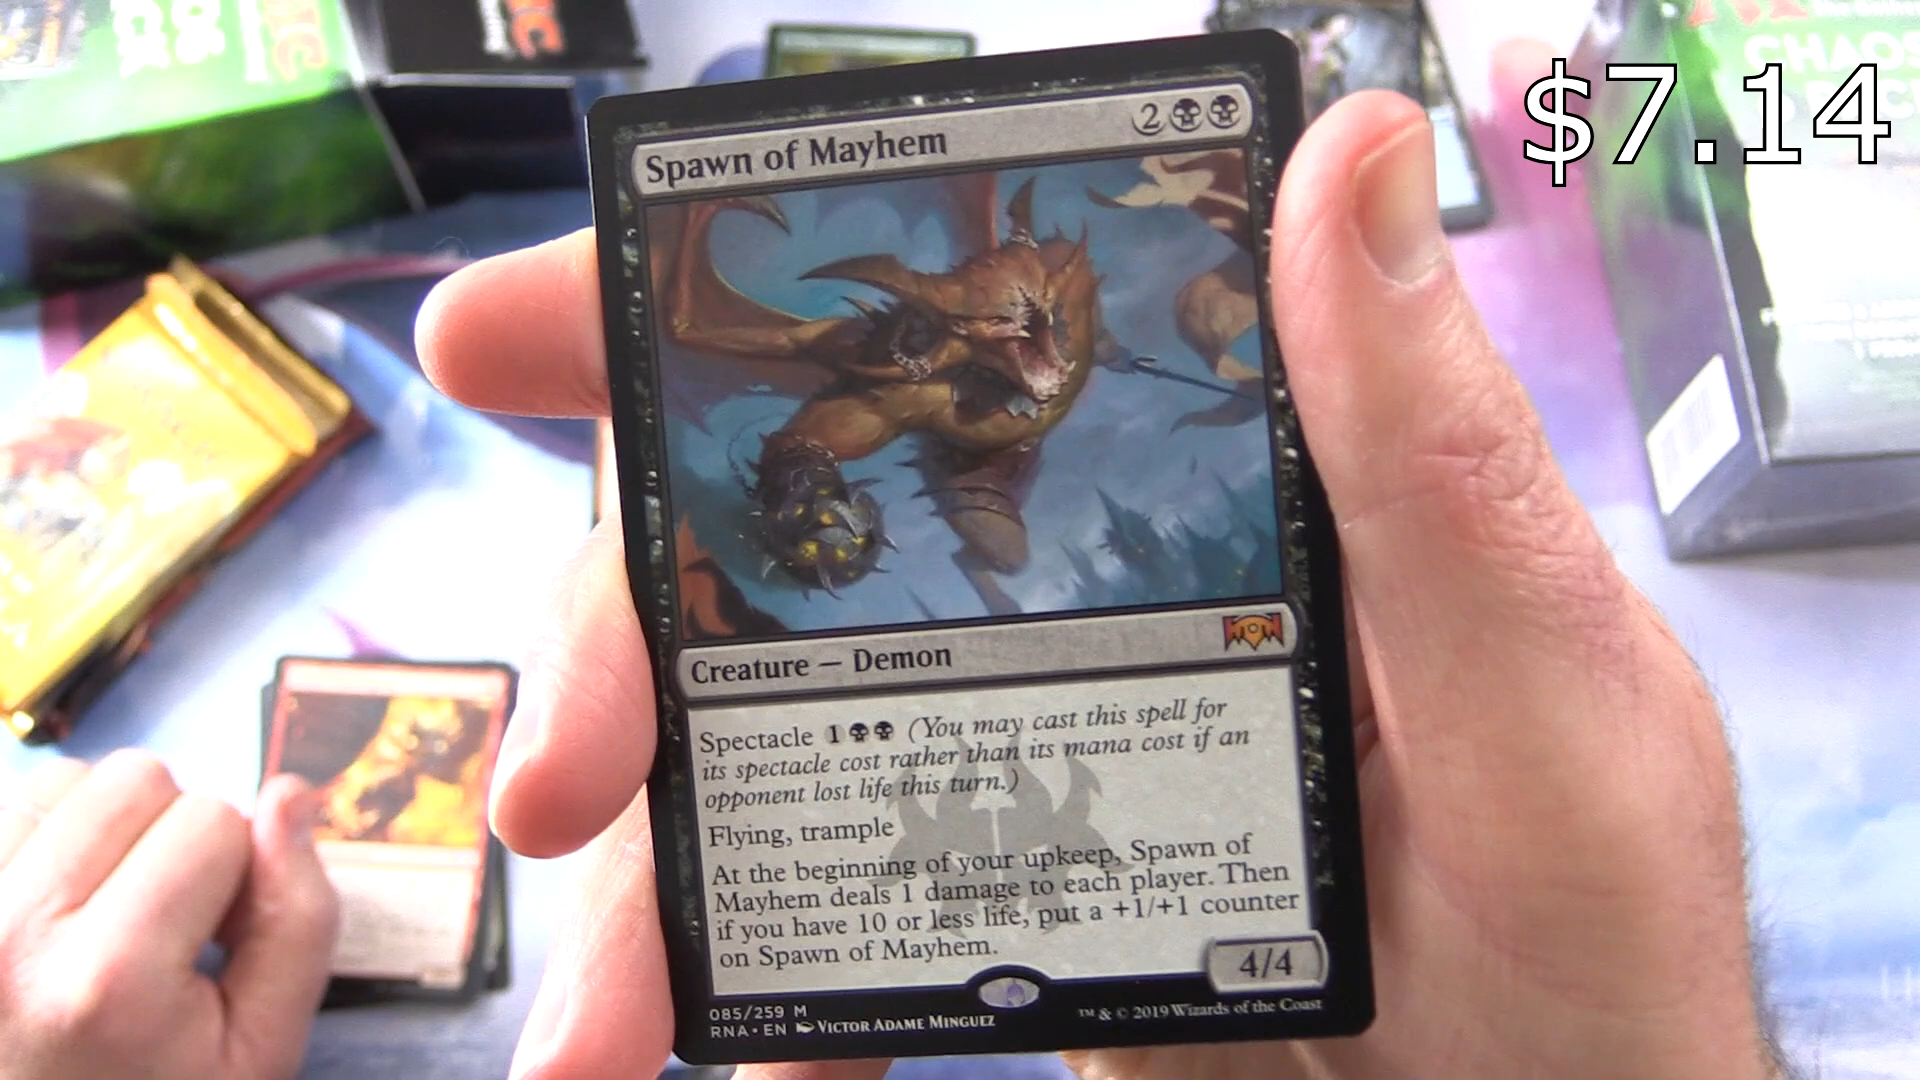 $7.14
CHAOS
Spawn of Mayhem 2
Creature — Demon
Spectacle 1 (You may cast this spell for
its spectacle cost rather than its mana cost if an
opponent lost life this turn.)
Flying, trample
At the beginning of your upkeep, Spawn of
Mayhem deals 1 damage to each player. Then
if you have 10 or less life, put a +1/+1 counter
on Spawn of Mayhem.
4/4
085/259 M
RNA • EN VICTOR ADAME MINGUEZ
™ & © 2019 Wizards of the Coast